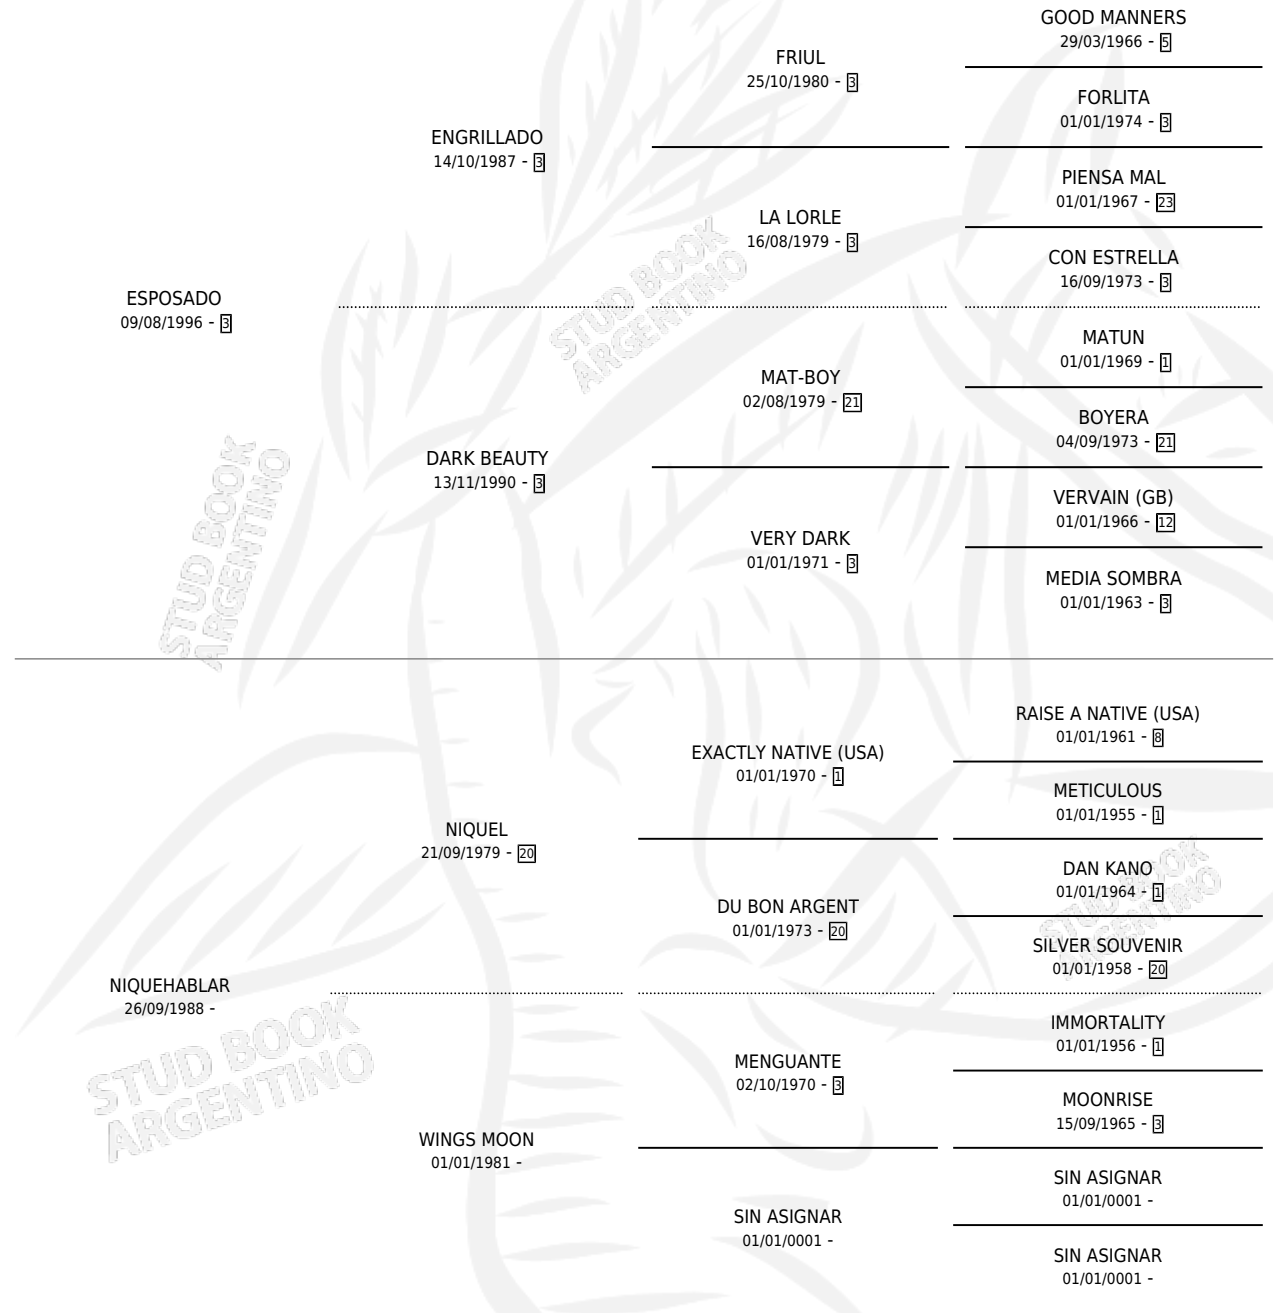 GOOD MANNERS
29/03/1966 - 5
FRIUL
25/10/1980 - 3
FORLITA
01/01/1974 - 3
ENGRILLADO
14/10/1987 - 3
PIENSA MAL
01/01/1967 - 23
LA LORLE
16/08/1979 - 3
CON ESTRELLA
16/09/1973 - 3
ESPOSADO
09/08/1996 - 3
MATUN
01/01/1969 - 1
MAT-BOY
02/08/1979 - 21
BOYERA
04/09/1973 - 21
DARK BEAUTY
13/11/1990 - 3
VERVAIN (GB)
01/01/1966 - 12
VERY DARK
01/01/1971 - 3
MEDIA SOMBRA
01/01/1963 - 3
RAISE A NATIVE (USA)
01/01/1961 - 8
EXACTLY NATIVE (USA)
01/01/1970 - 1
METICULOUS
01/01/1955 - 1
NIQUEL
21/09/1979 - 20
DAN KANO
01/01/1964 - 1
DU BON ARGENT
01/01/1973 - 20
SILVER SOUVENIR
01/01/1958 - 20
NIQUEHABLAR
26/09/1988 -
IMMORTALITY
01/01/1956 - 1
MENGUANTE
02/10/1970 - 3
MOONRISE
15/09/1965 - 3
WINGS MOON
01/01/1981 -
SIN ASIGNAR
01/01/0001 -
SIN ASIGNAR
01/01/0001 -
SIN ASIGNAR
01/01/0001 -
STUD BOOK
ARGENTINO
STUD BOOK
ARGENTINO
STUD BOOK
ARGENTINO
STUD BOOK
ARGENTINO